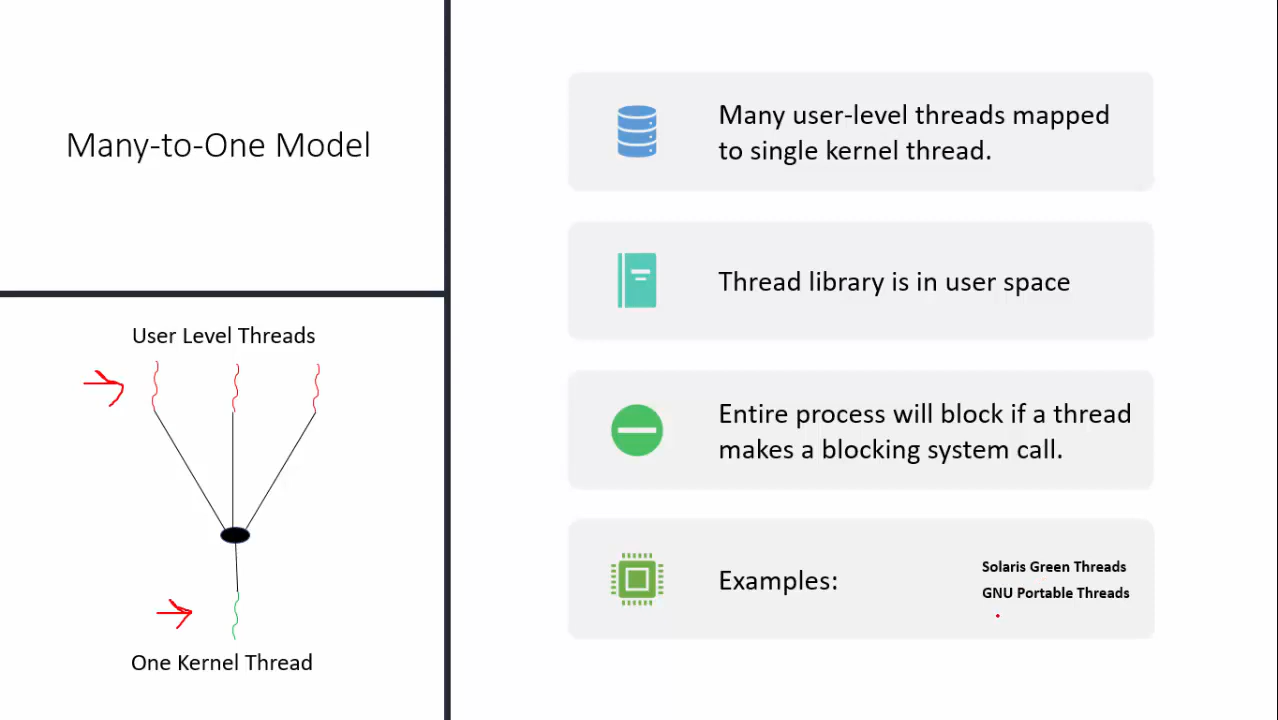 Many-to-One Model
User Level Threads
One Kernel Thread
Many user-level threads mapped
to single kernel thread.
Thread library is in user space
Entire process will block if a thread
makes a blocking system call.
Examples:
Solaris Green Threads
GNU Portable Threads